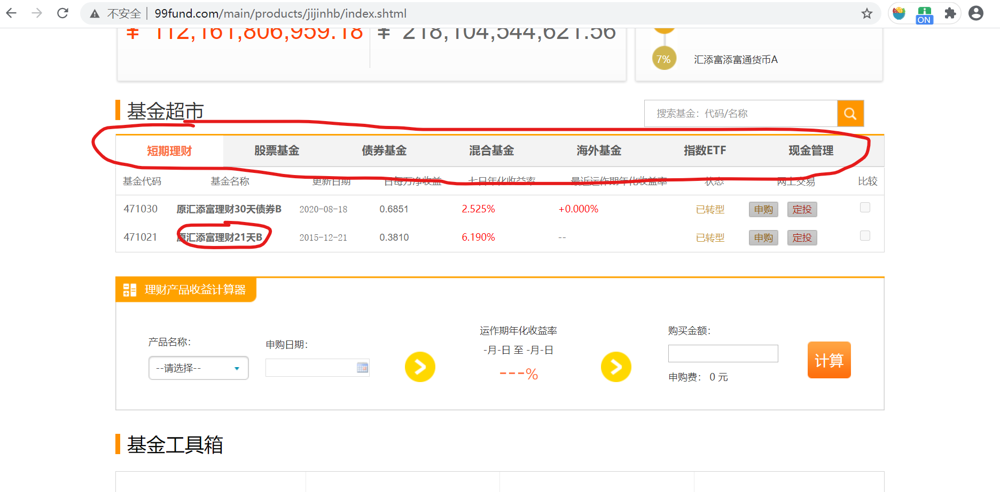 不安全 99fund.com/main/products/jijinhb/index.shtml
ON
¥ 112,161,806,959.18 ¥ 218,104,544,621.56
7% 汇添富添富通货币A
基金超市
搜索基金：代码/名称
短期理财 股票基金 债券基金 混合基金 海外基金 指数ETF 现金管理
基金代码 基金名称 更新日期 日每万净收益 七日年化收益率 最近运作期年化收益率 状态 网上交易 比较
471030 原汇添富理财30天债券B 2020-08-18 0.6851 2.525% +0.000% 已转型 申购 定投
471021 原汇添富理财21天B 2015-12-21 0.3810 6.190% -- 已转型 申购 定投
理财产品收益计算器
产品名称：
--请选择--
申购日期：
运作期年化收益率
-月-日 至 -月-日
---%
购买金额：
申购费： 0 元
计算
基金工具箱